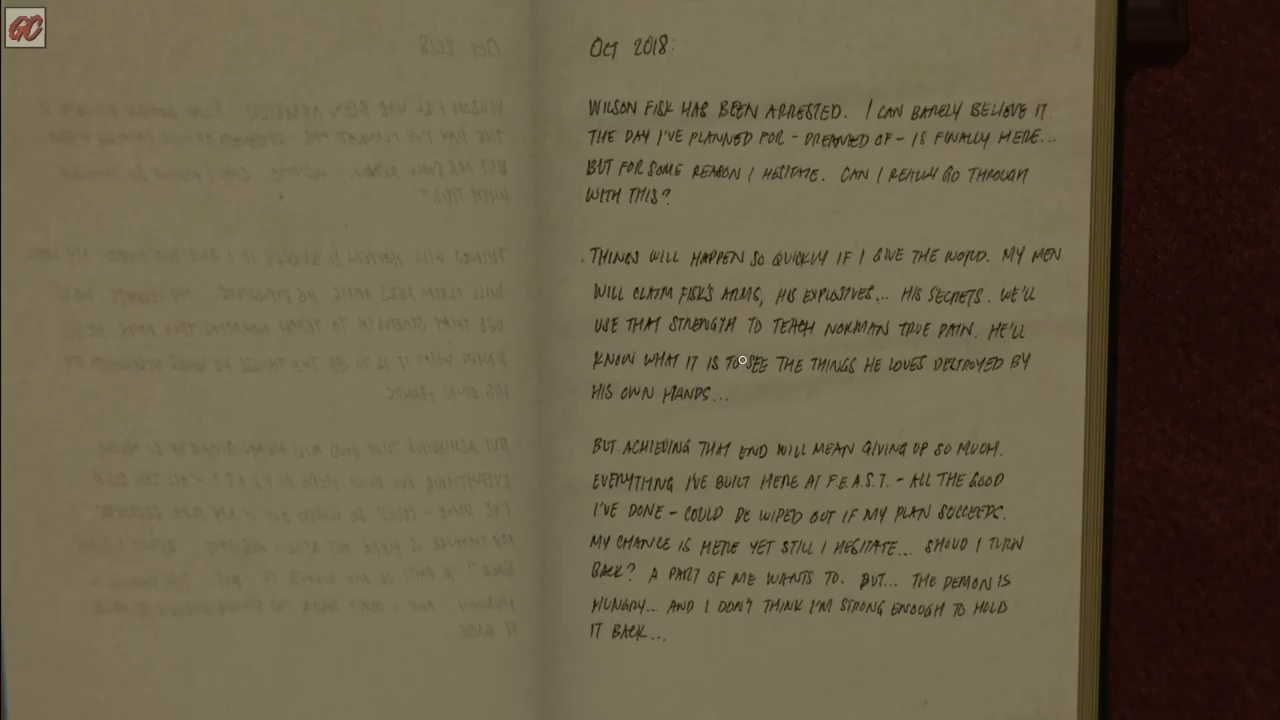 GC
Oct 2018:
WILSON FISK HAS BEEN ARRESTED. I CAN BARELY BELIEVE IT
THE DAY I'VE PLANNED FOR - DREAMED OF - IS FINALLY HERE...
BUT FOR SOME REASON I HESITATE. CAN I REALLY GO THROUGH
WITH THIS?
THINGS WILL HAPPEN SO QUICKLY IF I GIVE THE WORD. MY MEN
WILL CLAIM FISK'S ARMS, HIS EXPLOSIVES... HIS SECRETS. WE'LL
USE THAT STRENGTH TO TEACH NORMAN TRUE PAIN. HE'LL
KNOW WHAT IT IS TO SEE THE THINGS HE LOVES DESTROYED BY
HIS OWN HANDS...
BUT ACHIEVING THAT END WILL MEAN GIVING UP SO MUCH.
EVERYTHING I'VE BUILT HERE AT F.E.A.S.T. - ALL THE GOOD
I'VE DONE - COULD BE WIPED OUT IF MY PLAN SUCCEEDS.
MY CHANCE IS HERE YET STILL I HESITATE... SHOUD I TURN
BACK? A PART OF ME WANTS TO. BUT... THE DEMON IS
HUNGRY... AND I DON'T THINK I'M STRONG ENOUGH TO HOLD
IT BACK...